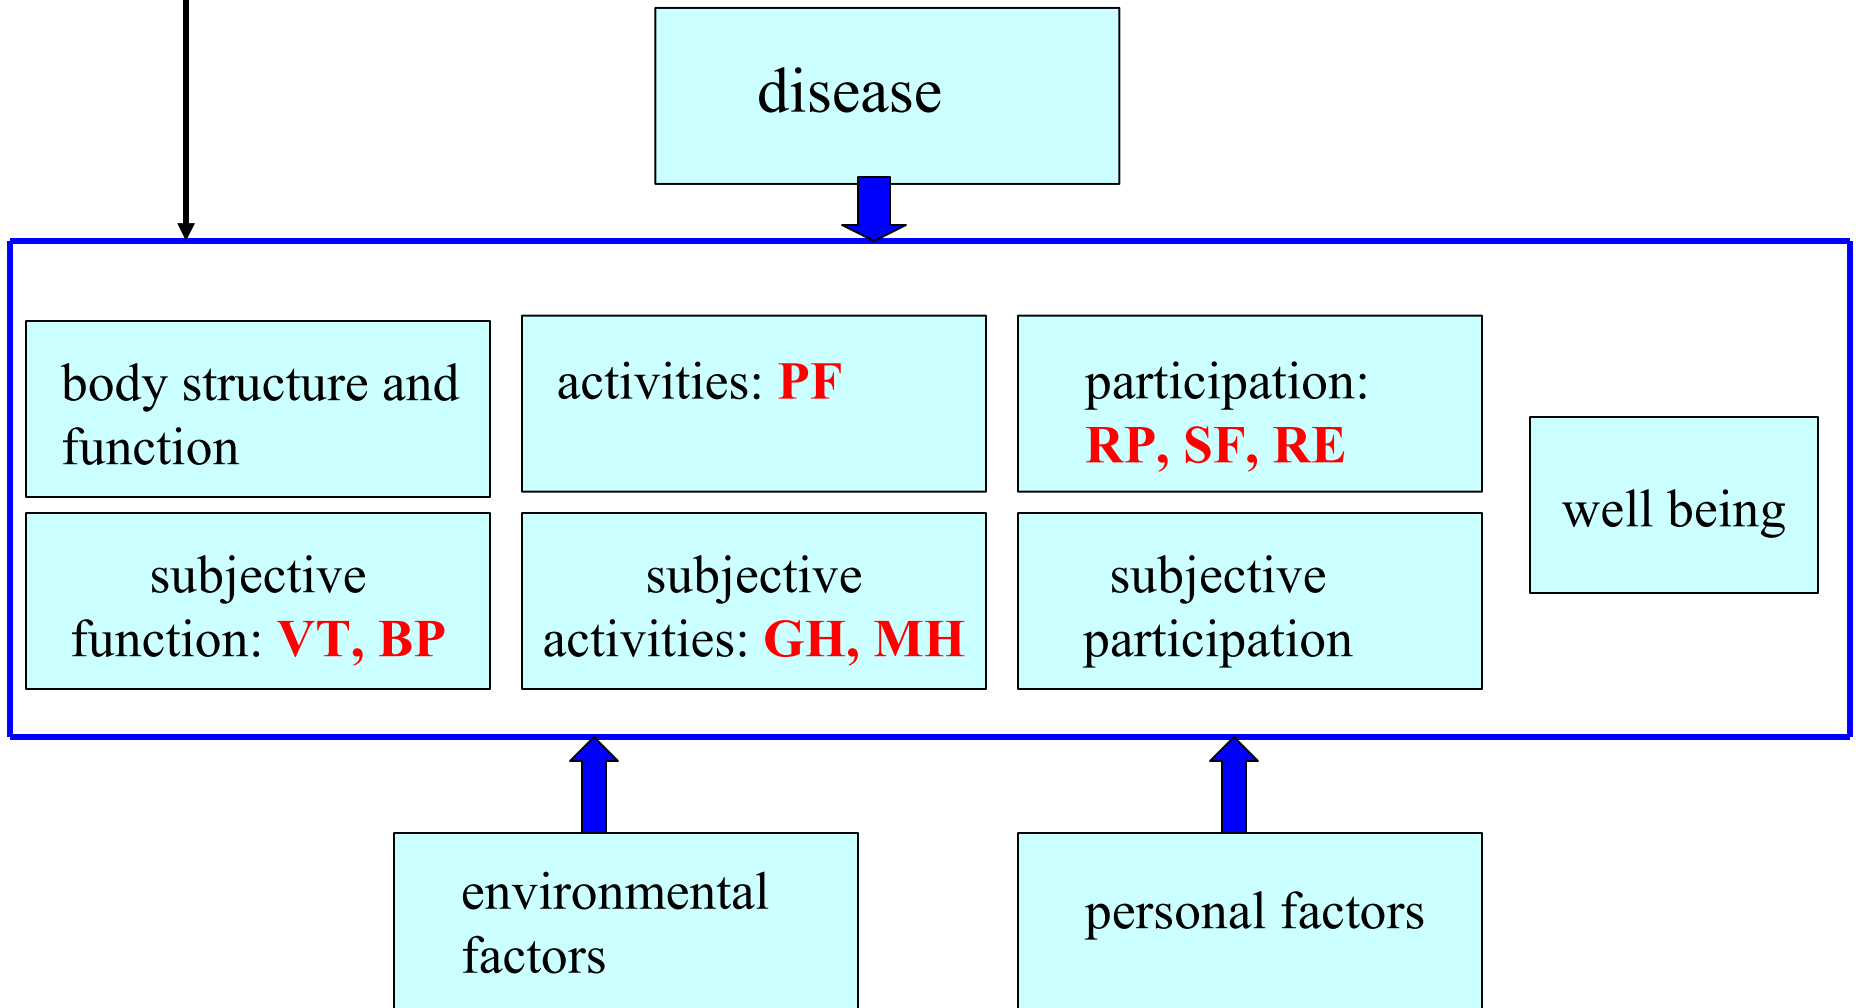 disease
body structure and
function
activities: PF
participation:
RP, SF, RE
well being
subjective
function: VT, BP
subjective
activities: GH, MH
subjective
participation
environmental
factors
personal factors